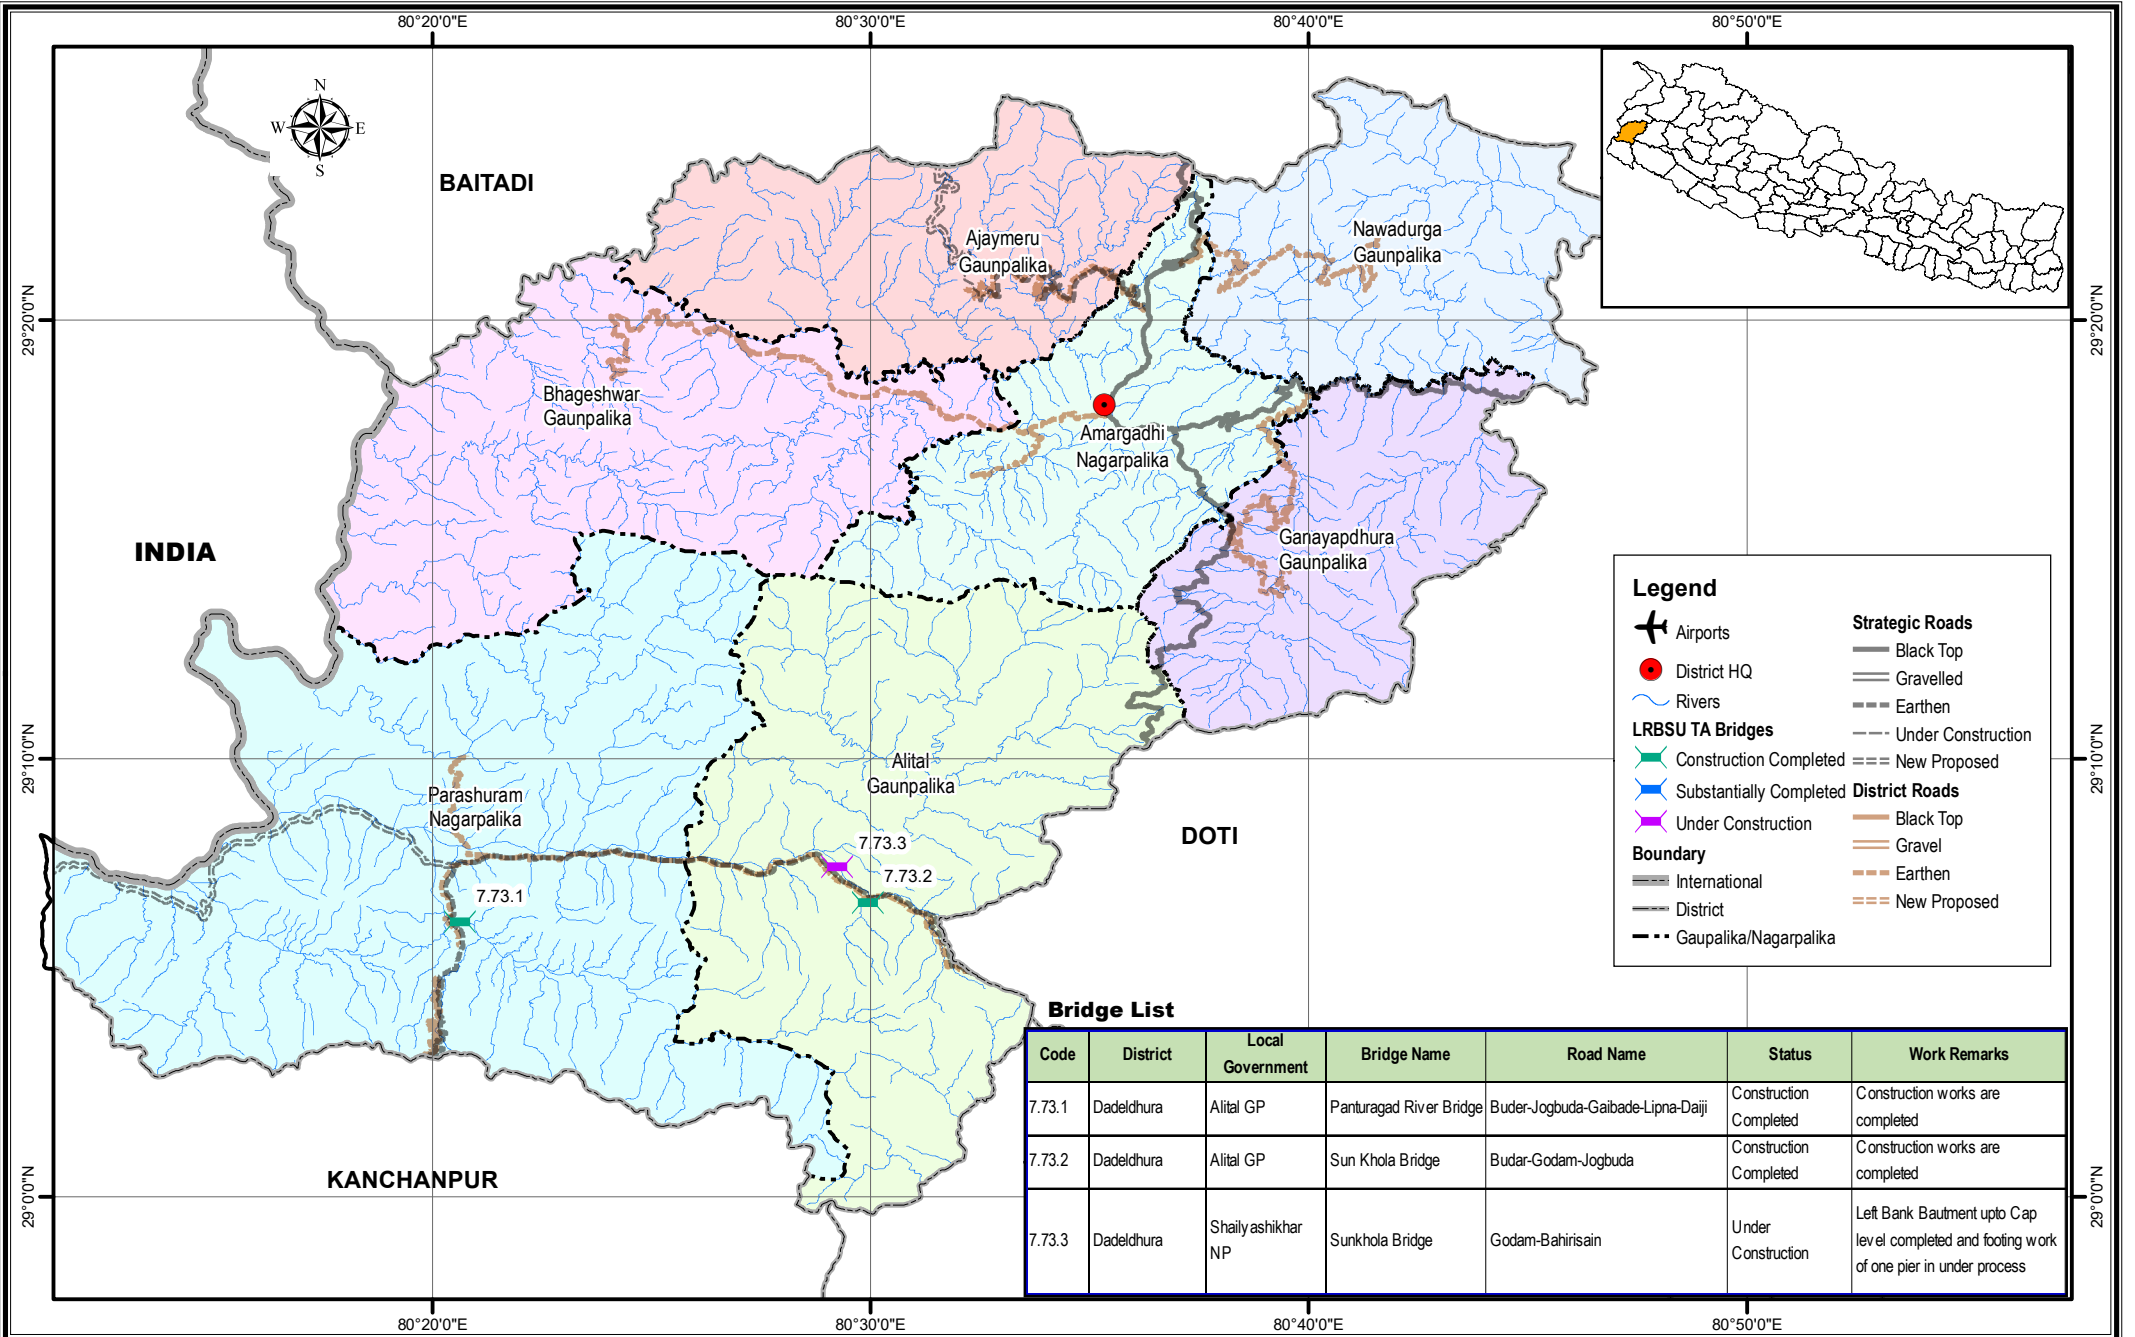 80°20'0"E
80°30'0"E
80°40'0"E
80°50'0"E
N
W
E
S
BAITADI
Ajaymeru
Gaunpalika
Nawadurga
Gaunpalika
29°20'0"N
29°20'0"N
Bhageshwar
Gaunpalika
Amargadhi
Nagarpalika
INDIA
Ganayapdhura
Gaunpalika
Legend
Airports
District HQ
Rivers
LRBSU TA Bridges
Construction Completed
Substantially Completed
Under Construction
Boundary
International
District
Gaupalika/Nagarpalika
Strategic Roads
Black Top
Gravelled
Earthen
Under Construction
New Proposed
District Roads
Black Top
Gravel
Earthen
New Proposed
29°10'0"N
29°10'0"N
Alital
Gaunpalika
Parashuram
Nagarpalika
DOTI
7.73.3
7.73.2
7.73.1
KANCHANPUR
29°0'0"N
29°0'0"N
Bridge List
Code District Local Government Bridge Name Road Name Status Work Remarks
7.73.1 Dadeldhura Alital GP Panturagad River Bridge Buder-Jogbuda-Gaibade-Lipna-Daiji Construction Completed Construction works are completed
7.73.2 Dadeldhura Alital GP Sun Khola Bridge Budar-Godam-Jogbuda Construction Completed Construction works are completed
7.73.3 Dadeldhura Shailyashikhar NP Sunkhola Bridge Godam-Bahirisain Under Construction Left Bank Bautment upto Cap level completed and footing work of one pier in under process
80°20'0"E
80°30'0"E
80°40'0"E
80°50'0"E